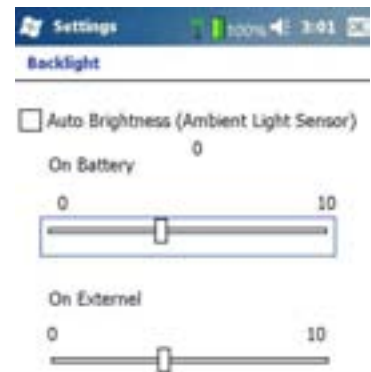 Settings 100% 3:01 OK
Backlight
Auto Brightness (Ambient Light Sensor)
0
On Battery
0 10
On Externel
0 10